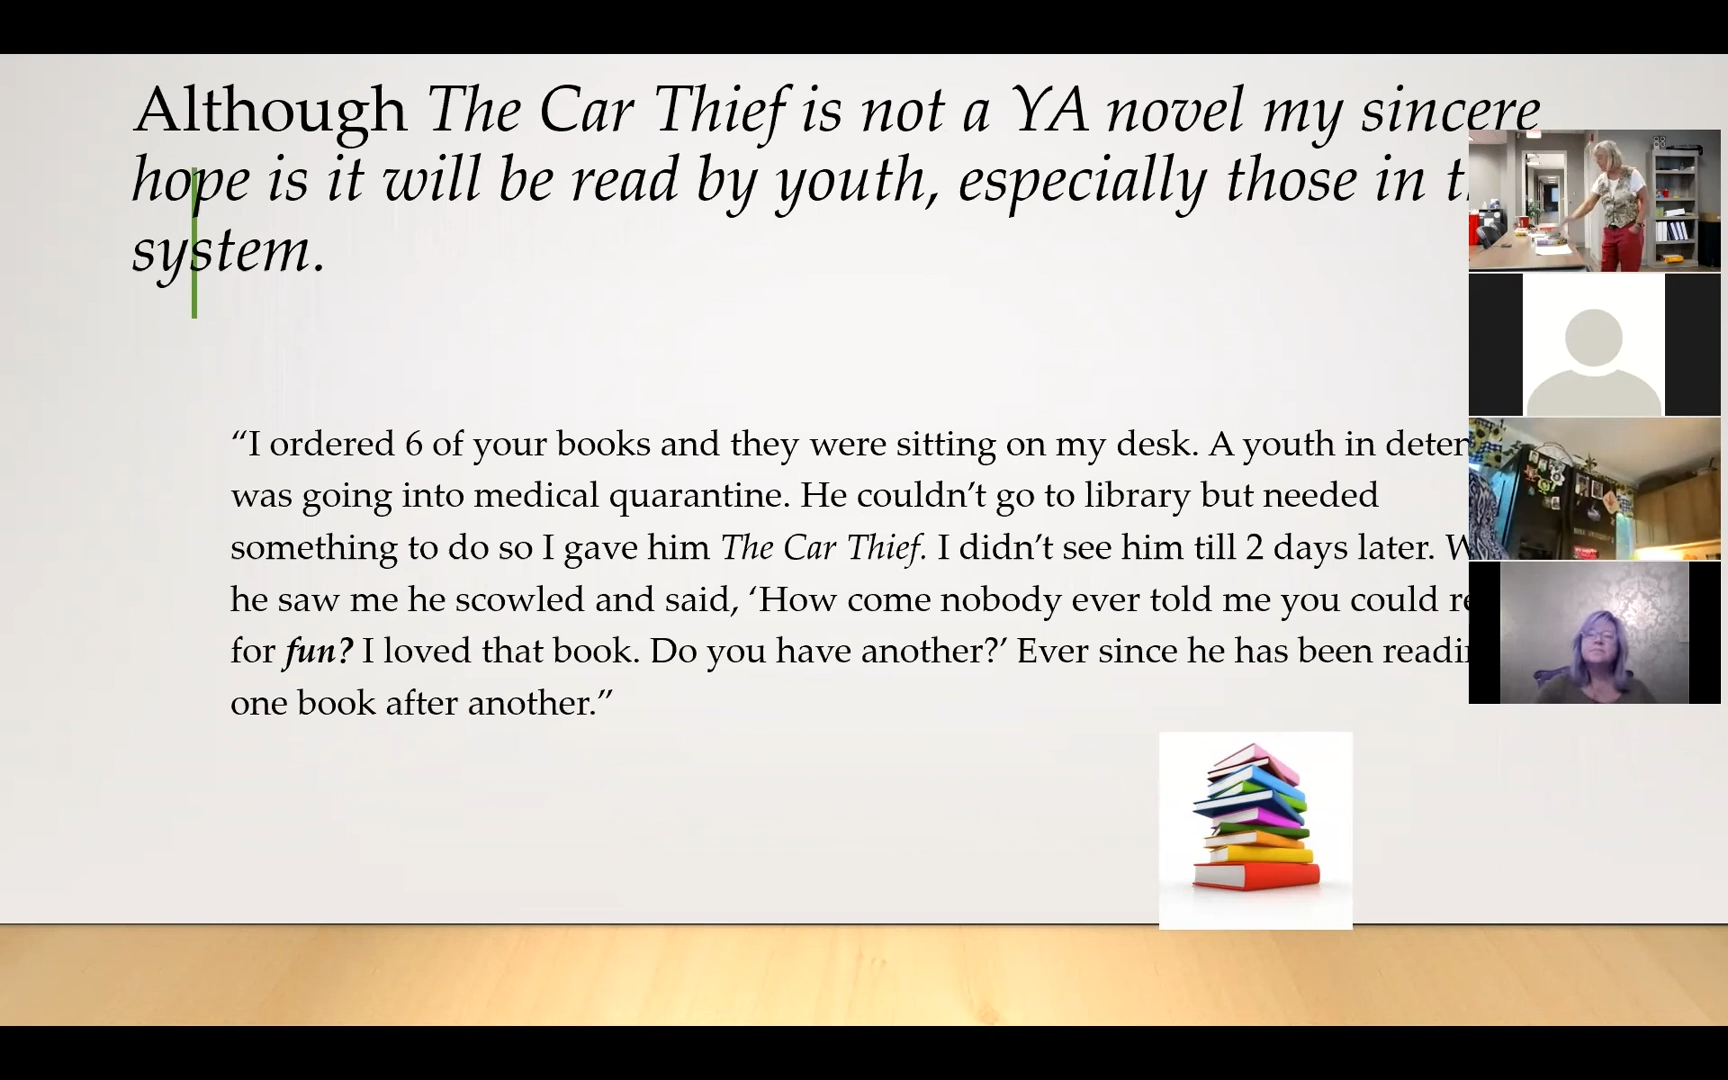 Although The Car Thief is not a YA novel my sincere
hope is it will be read by youth, especially those in
system.
“I ordered 6 of your books and they were sitting on my desk. A youth in
was going into medical quarantine. He couldn’t go to library but needed
something to do so I gave him The Car Thief. I didn’t see him till 2 days later.
he saw me he scowled and said, ‘How come nobody ever told me you could
for fun? I loved that book. Do you have another?’ Ever since he has been
one book after another.”